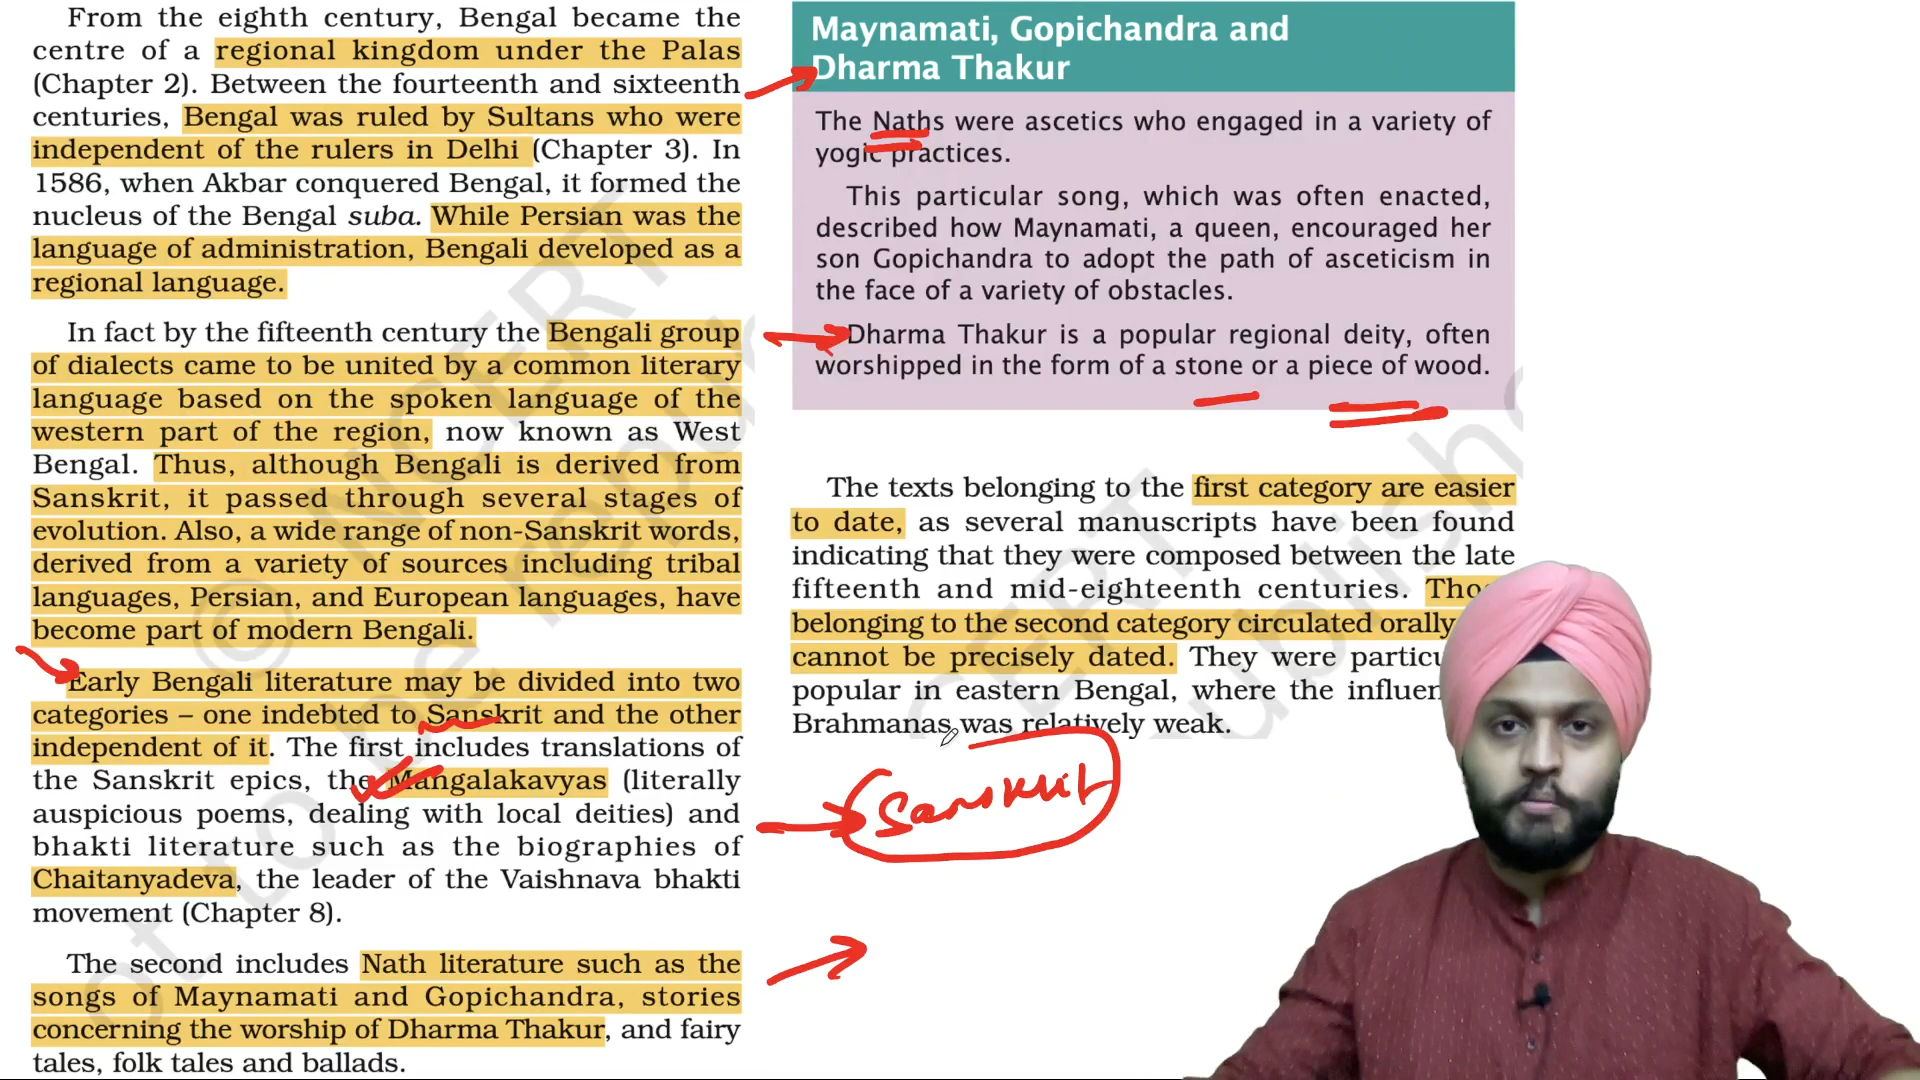 From the eighth century, Bengal became the
centre of a regional kingdom under the Palas
(Chapter 2). Between the fourteenth and sixteenth
centuries, Bengal was ruled by Sultans who were
independent of the rulers in Delhi (Chapter 3). In
1586, when Akbar conquered Bengal, it formed the
nucleus of the Bengal suba. While Persian was the
language of administration, Bengali developed as a
regional language.
In fact by the fifteenth century the Bengali group
of dialects came to be united by a common literary
language based on the spoken language of the
western part of the region, now known as West
Bengal. Thus, although Bengali is derived from
Sanskrit, it passed through several stages of
evolution. Also, a wide range of non-Sanskrit words,
derived from a variety of sources including tribal
languages, Persian, and European languages, have
become part of modern Bengali.
Early Bengali literature may be divided into two
categories – one indebted to Sanskrit and the other
independent of it. The first includes translations of
the Sanskrit epics, the Mangalakavyas (literally
auspicious poems, dealing with local deities) and
bhakti literature such as the biographies of
Chaitanyadeva, the leader of the Vaishnava bhakti
movement (Chapter 8).
The second includes Nath literature such as the
songs of Maynamati and Gopichandra, stories
concerning the worship of Dharma Thakur, and fairy
tales, folk tales and ballads.
Maynamati, Gopichandra and
Dharma Thakur
The Naths were ascetics who engaged in a variety of
yogic practices.
This particular song, which was often enacted,
described how Maynamati, a queen, encouraged her
son Gopichandra to adopt the path of asceticism in
the face of a variety of obstacles.
Dharma Thakur is a popular regional deity, often
worshipped in the form of a stone or a piece of wood.
The texts belonging to the first category are easier
to date, as several manuscripts have been found
indicating that they were composed between the late
fifteenth and mid-eighteenth centuries. Tho
belonging to the second category circulated orally
cannot be precisely dated. They were particu
popular in eastern Bengal, where the influen
Brahmanas was relatively weak.
Sanskrit
© NCERT
not to be republished